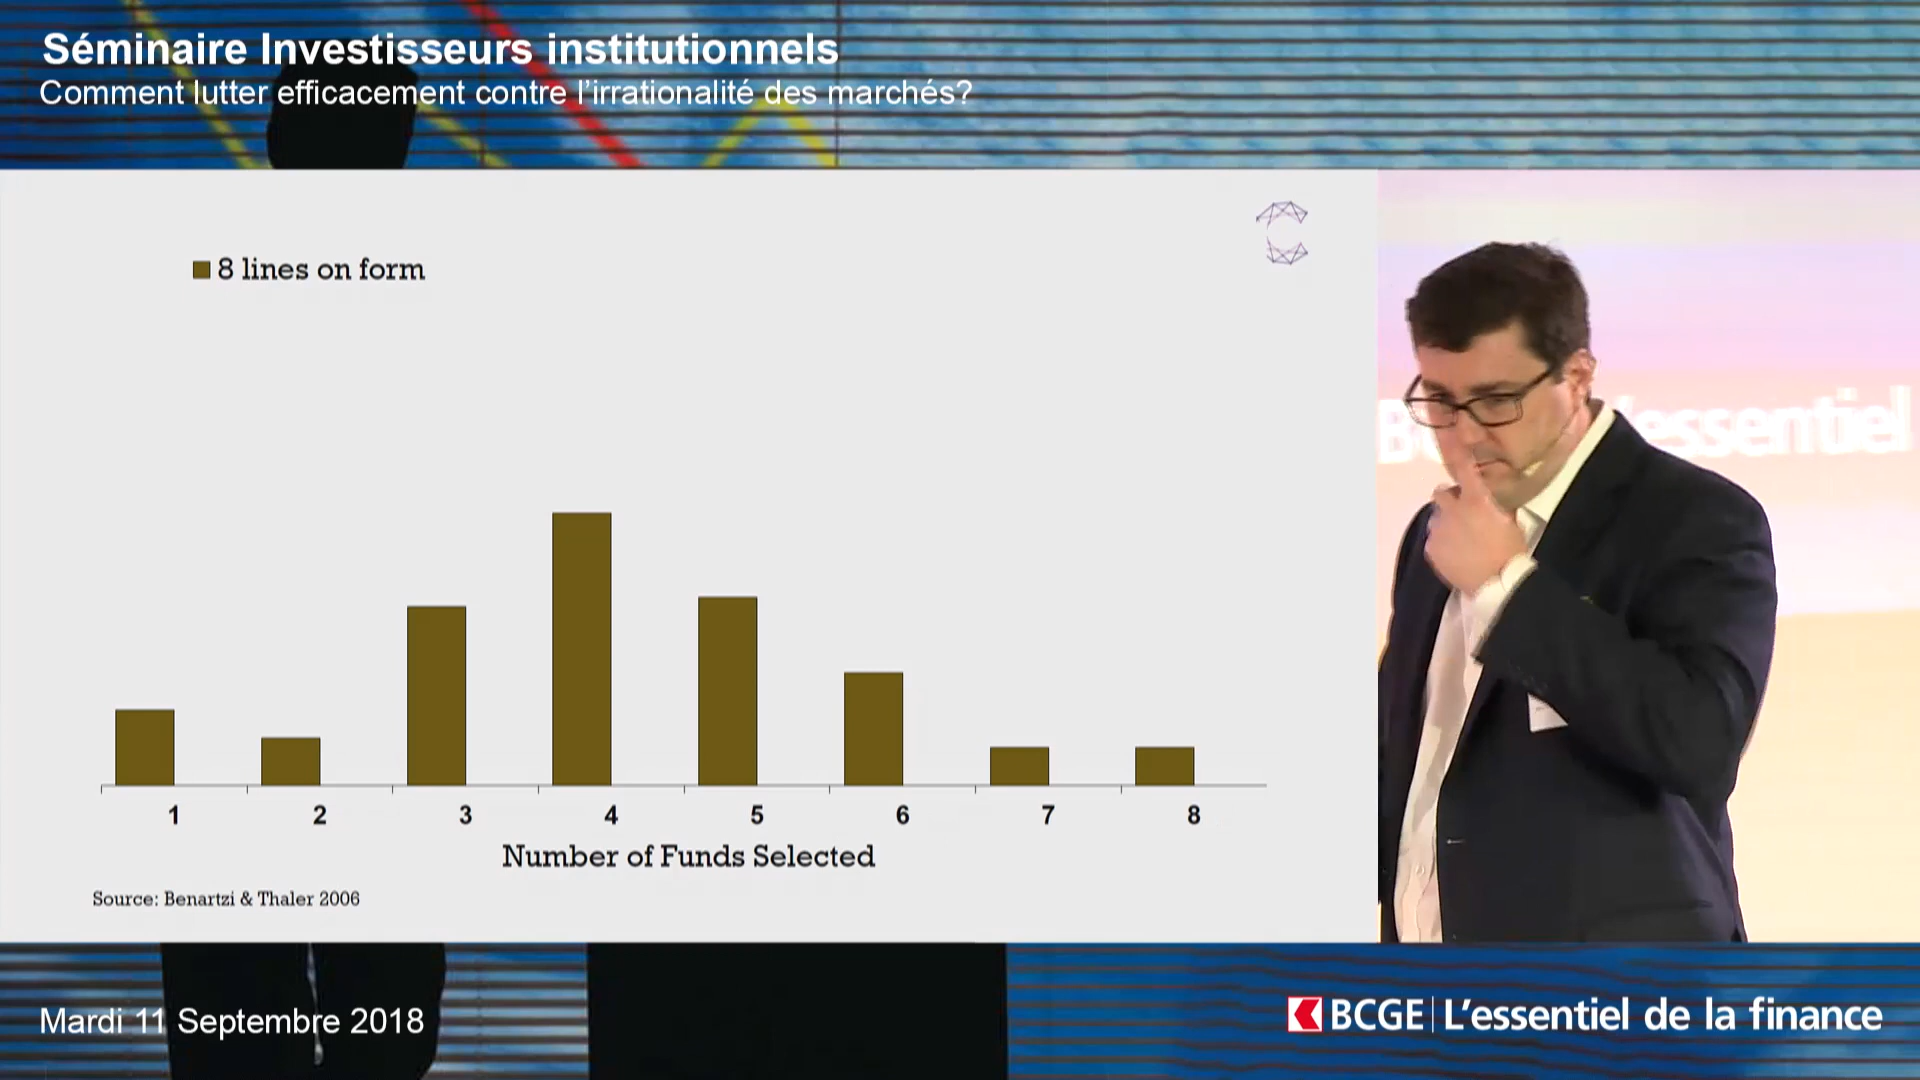 Séminaire Investisseurs institutionnels
Comment lutter efficacement contre l'irrationalité des marchés?
8 lines on form
essentiel
1 2 3 4 5 6 7 8
Number of Funds Selected
Source: Benartzi & Thaler 2006
Mardi 11 Septembre 2018
BCGE | L'essentiel de la finance